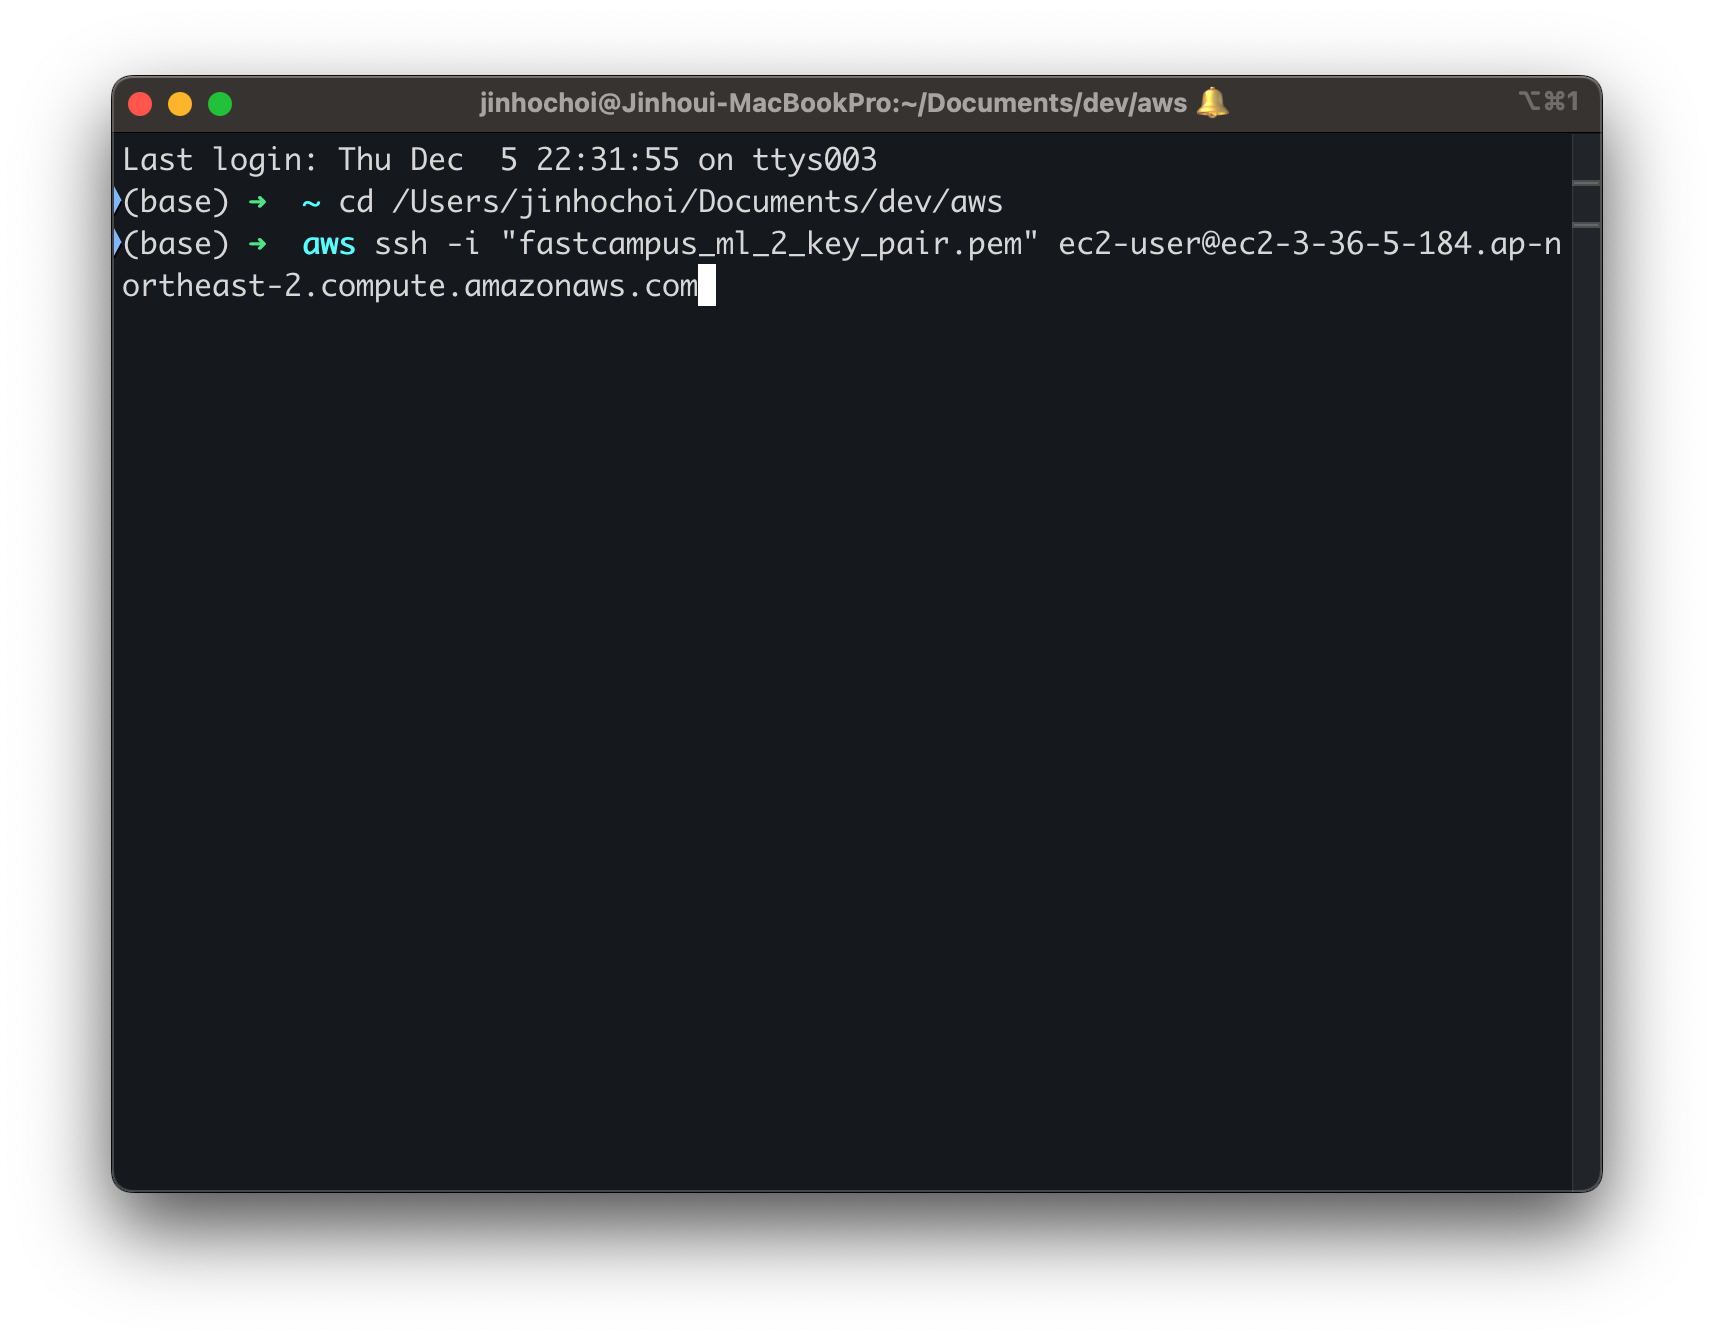 jinhochoi@Jinhoui-MacBookPro:~/Documents/dev/aws 🔔 ⌥⌘1
Last login: Thu Dec  5 22:31:55 on ttys003
(base) ➜  ~ cd /Users/jinhochoi/Documents/dev/aws
(base) ➜  aws ssh -i "fastcampus_ml_2_key_pair.pem" ec2-user@ec2-3-36-5-184.ap-n
ortheast-2.compute.amazonaws.com